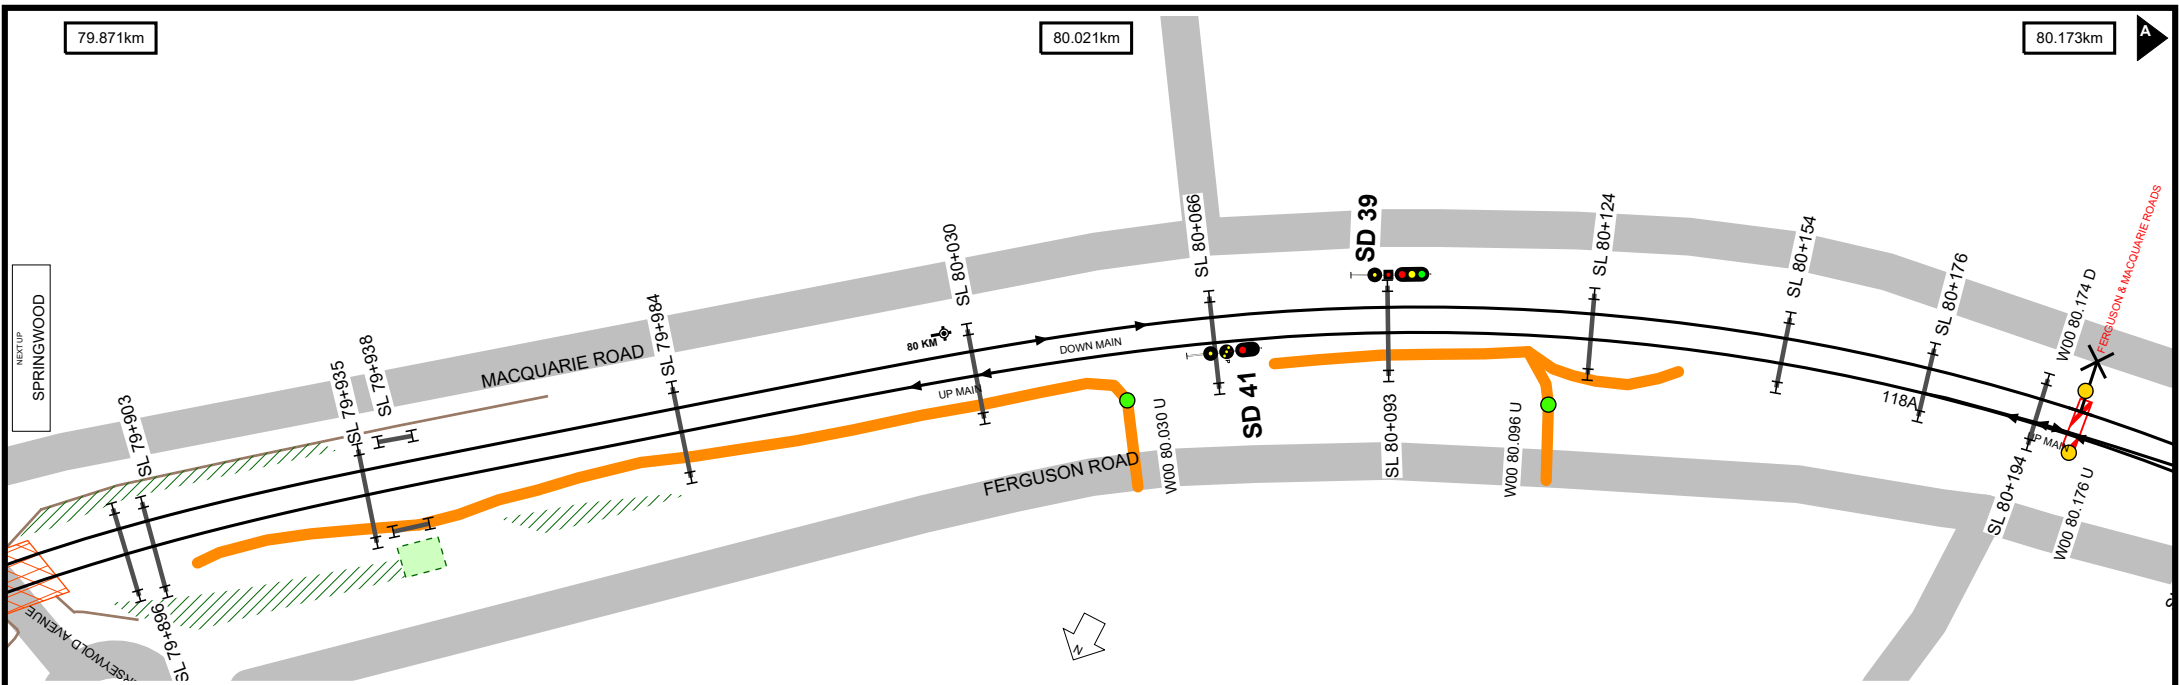 79.871km
80.021km
80.173km
A
NEXT UP
SPRINGWOOD
SL 79+903
SL 79+896
SL 79+935
SL 79+938
MACQUARIE ROAD
SL 79+984
80 KM
SL 80+030
UP MAIN
DOWN MAIN
FERGUSON ROAD
W00 80.030 U
SL 80+066
SD 41
SD 39
SL 80+093
W00 80.096 U
SL 80+124
SL 80+154
118A
SL 80+176
SL 80+194
UP MAIN
W00 80.174 D
W00 80.176 U
FERGUSON & MACQUARIE ROADS
N